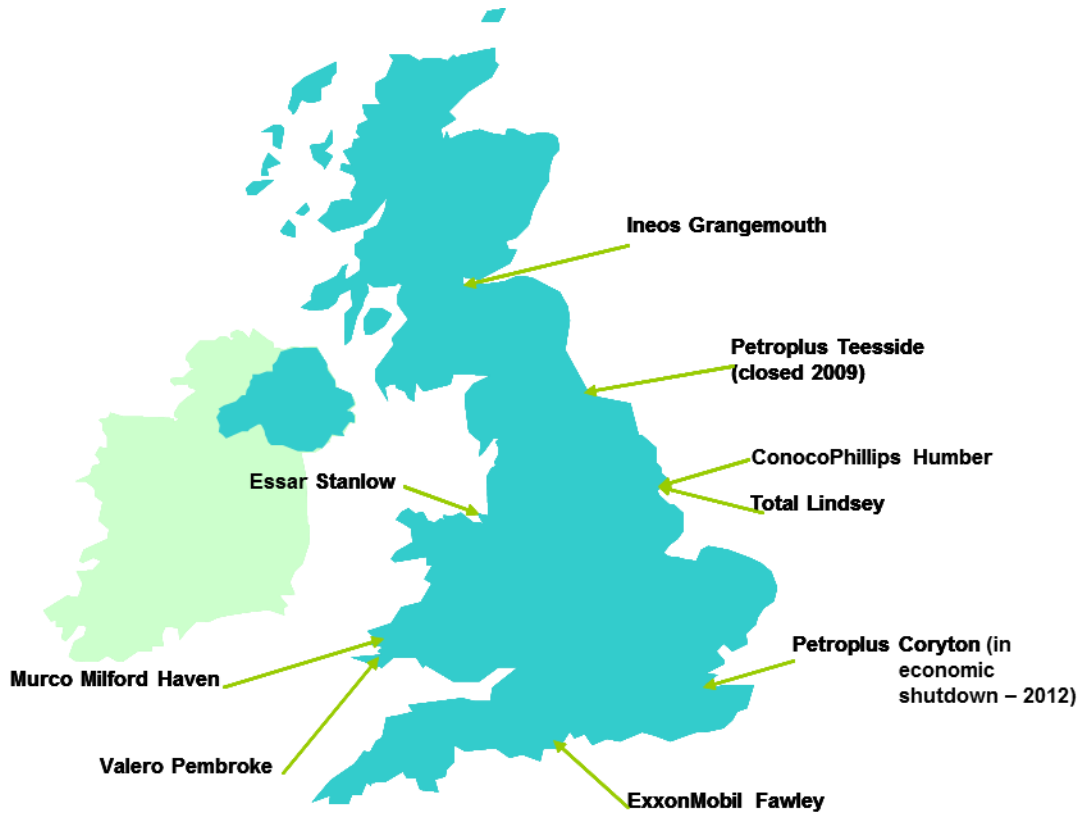 Ineos Grangemouth
Petroplus Teesside
(closed 2009)
ConocoPhillips Humber
Essar Stanlow
Total Lindsey
Petroplus Coryton (in
economic
shutdown – 2012)
Murco Milford Haven
Valero Pembroke
ExxonMobil Fawley